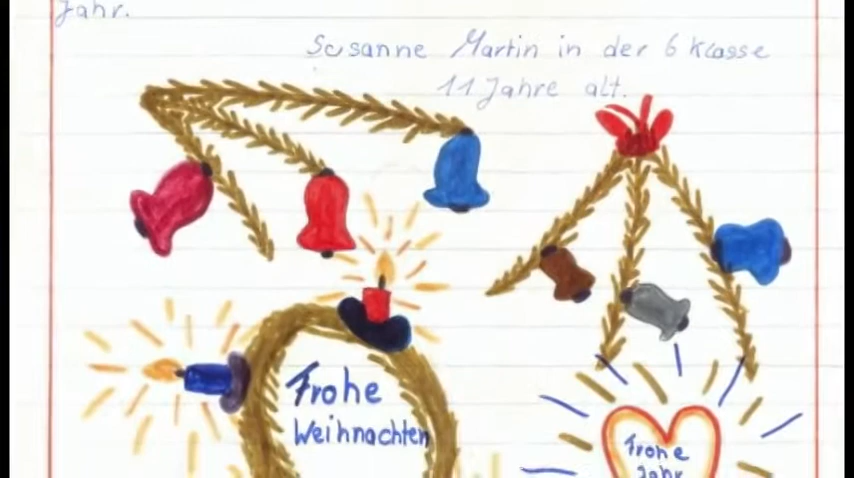 Jahr.
Susanne Martin in der 6 Klasse
11 Jahre alt.
Frohe
Weihnachten
Frohe
Jahr